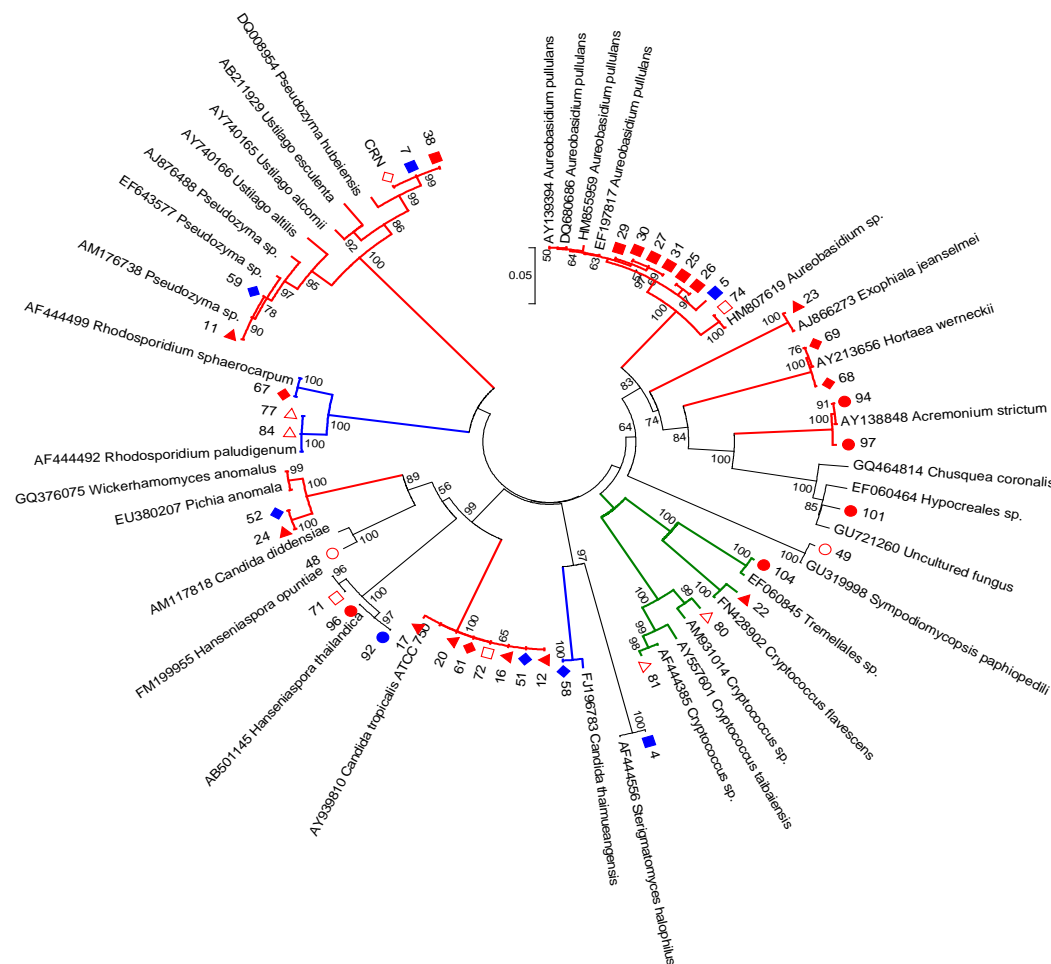 DQ008954 Pseudozyma hubeiensis
AB211929 Ustilago esculenta
AY740165 Ustilago alcornii
AY740166 Ustilago altilis
AJ876488 Pseudozyma sp.
EF643577 Pseudozyma sp.
59
AM176738 Pseudozyma sp.
11
CRN
7
38
99
99
86
92
100
95
97
78
90
AY139394 Aureobasidium pullulans
DQ680686 Aureobasidium pullulans
HM855959 Aureobasidium pullulans
EF197817 Aureobasidium pullulans
29
30
27
31
25
26
5
74
HM807619 Aureobasidium sp.
50
64
63
97
100
100
0.05
23
AJ866273 Exophiala jeanselmei
100
69
AY213656 Hortaea werneckii
68
76
100
94
AY138848 Acremonium strictum
97
91
100
GQ464814 Chusquea coronalis
EF060464 Hypocreales sp.
101
GU721260 Uncultured fungus
100
85
83
74
84
64
49
GU319998 Sympodiomycopsis paphiopedili
100
104
EF060845 Tremellales sp.
22
FN428902 Cryptococcus flavescens
80
AM931014 Cryptococcus sp.
AY557601 Cryptococcus taibaiensis
AF444385 Cryptococcus sp.
81
100
100
100
100
99
98
99
4
AF444556 Sterigmatomyces halophilus
100
97
58
FJ196783 Candida thaimueangensis
100
12
51
16
72
61
20
17
AY939810 Candida tropicalis ATCC 750
100
65
92
96
AB501145 Hanseniaspora thailandica
71
FM199955 Hanseniaspora opuntiae
96
100
97
48
AM117818 Candida diddensiae
100
24
52
EU380207 Pichia anomala
GQ376075 Wickerhamomyces anomalus
99
100
100
89
56
99
AF444492 Rhodosporidium paludigenum
84
77
67
AF444499 Rhodosporidium sphaerocarpum
100
100
100